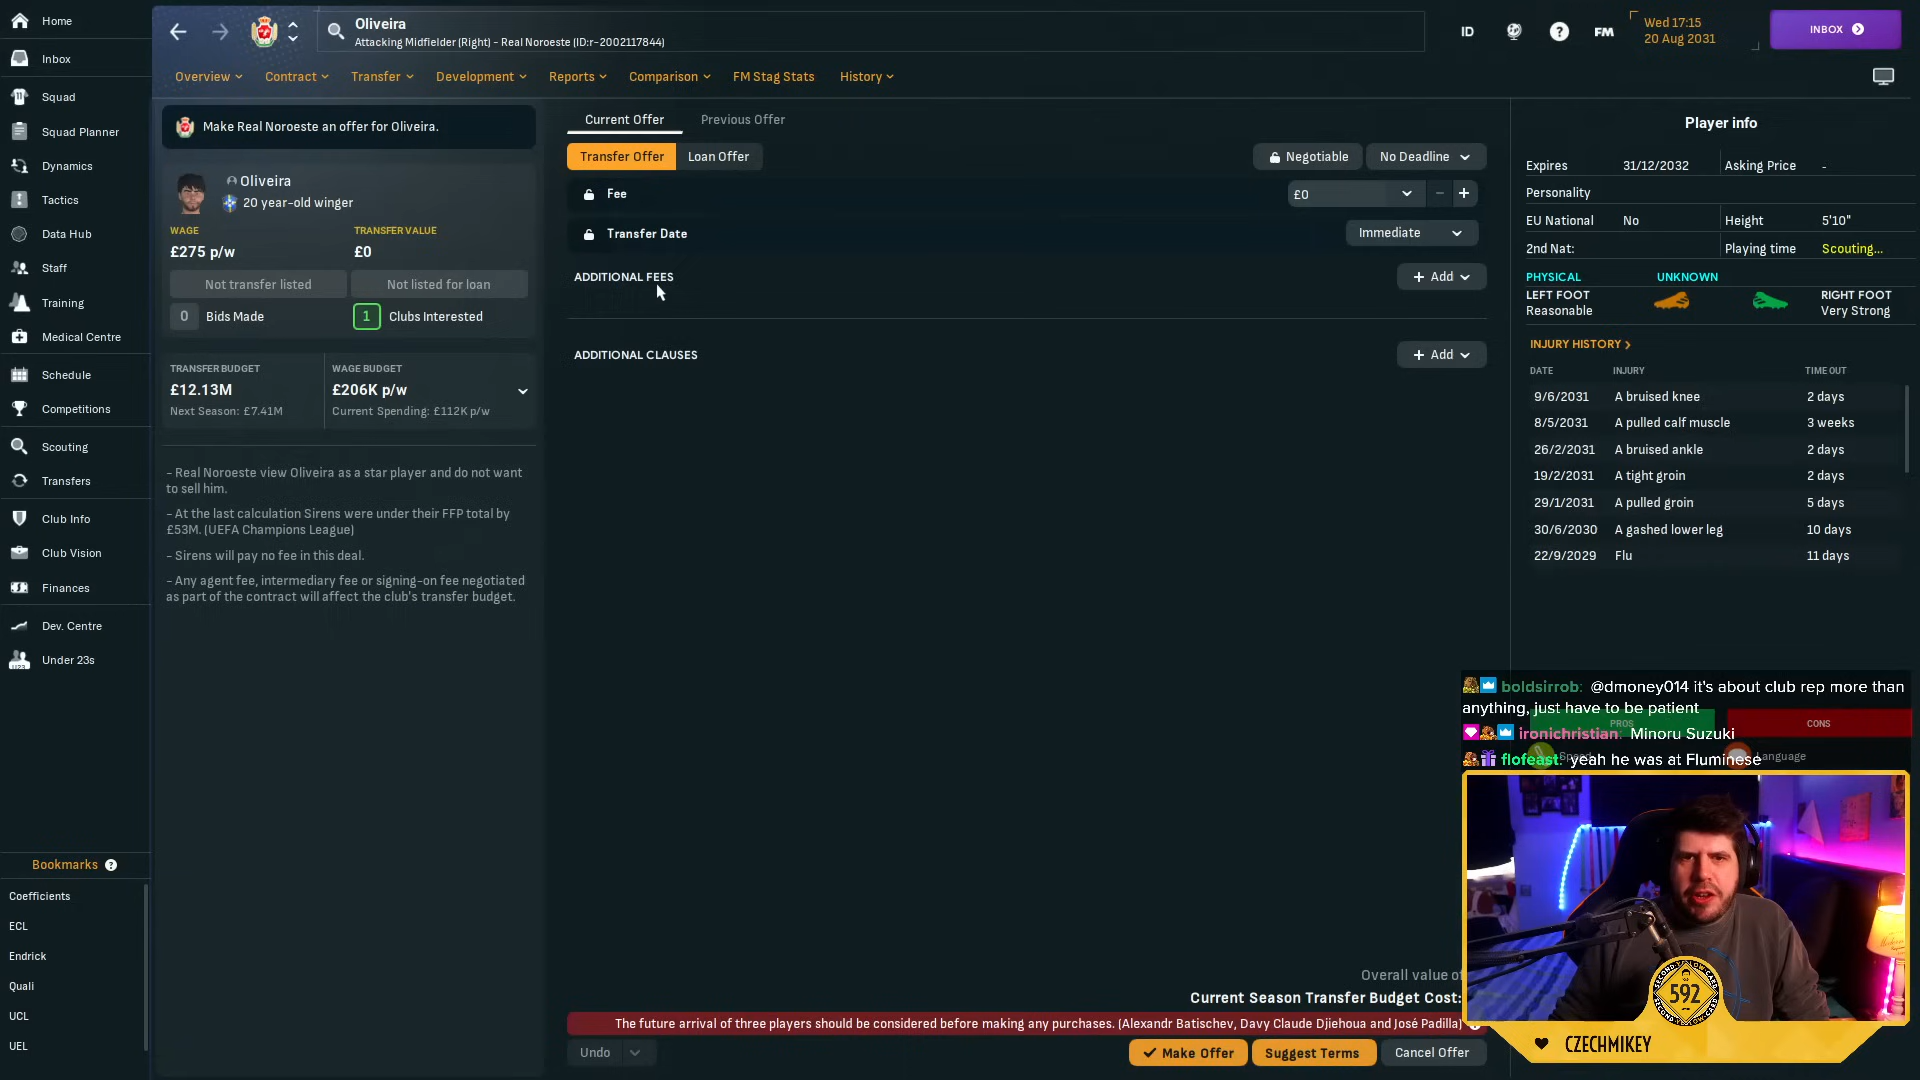 Home
Inbox
Squad
Squad Planner
Dynamics
Tactics
Data Hub
Staff
Training
Medical Centre
Schedule
Competitions
Scouting
Transfers
Club Info
Club Vision
Finances
Dev. Centre
Under 23s
Bookmarks ?
Coefficients
ECL
Endrick
Quali
UCL
UEL
Oliveira
Attacking Midfielder (Right) - Real Noroeste (ID:r-2002117844)
ID
?
FM
Wed 17:15
20 Aug 2031
INBOX
Overview
Contract
Transfer
Development
Reports
Comparison
FM Stag Stats
History
Make Real Noroeste an offer for Oliveira.
Oliveira
20 year-old winger
WAGE
TRANSFER VALUE
£275 p/w
£0
Not transfer listed
Not listed for loan
0 Bids Made
1 Clubs Interested
TRANSFER BUDGET
WAGE BUDGET
£12.13M
£206K p/w
Next Season: £7.41M
Current Spending: £112K p/w
- Real Noroeste view Oliveira as a star player and do not want
to sell him.
- At the last calculation Sirens were under their FFP total by
£53M. (UEFA Champions League)
- Sirens will pay no fee in this deal.
- Any agent fee, intermediary fee or signing-on fee negotiated
as part of the contract will affect the club's transfer budget.
Current Offer
Previous Offer
Transfer Offer
Loan Offer
Negotiable
No Deadline
Fee
£0
Transfer Date
Immediate
ADDITIONAL FEES
+ Add
ADDITIONAL CLAUSES
+ Add
Overall value of
Current Season Transfer Budget Cost:
The future arrival of three players should be considered before making any purchases. (Alexandr Batischev, Davy Claude Djiehoua and José Padilla)
Undo
Make Offer
Suggest Terms
Cancel Offer
Player info
Expires 31/12/2032
Asking Price -
Personality
EU National No
Height 5'10"
2nd Nat:
Playing time Scouting...
PHYSICAL
UNKNOWN
LEFT FOOT
Reasonable
RIGHT FOOT
Very Strong
INJURY HISTORY
DATE INJURY TIME OUT
9/6/2031 A bruised knee 2 days
8/5/2031 A pulled calf muscle 3 weeks
26/2/2031 A bruised ankle 2 days
19/2/2031 A tight groin 2 days
29/1/2031 A pulled groin 5 days
30/6/2030 A gashed lower leg 10 days
22/9/2029 Flu 11 days
boldsirrob: @dmoney014 it's about club rep more than
anything, just have to be patient
PROS
CONS
ironichristian: Minoru Suzuki
Speed
Language
flofeast: yeah he was at Fluminese
592
CZECHMIKEY